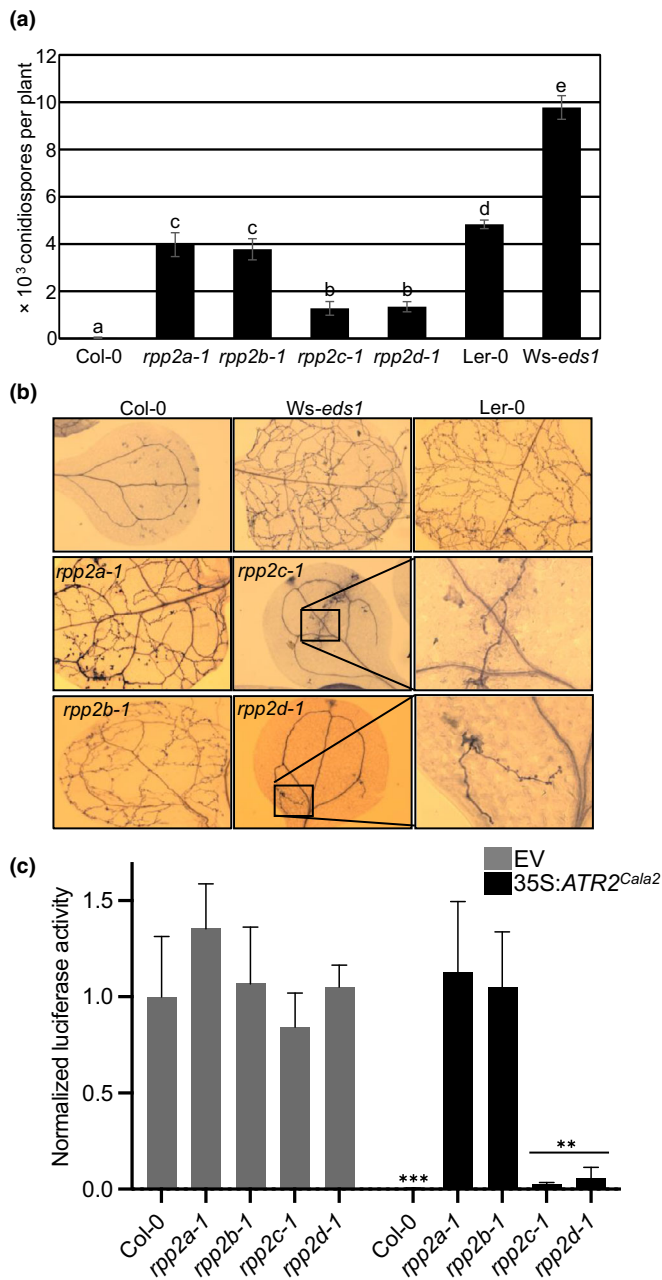 (a)
× 10³ conidiospores per plant
12
10
8
6
4
2
0
a
c
c
b
b
d
e
Col-0 rpp2a-1 rpp2b-1 rpp2c-1 rpp2d-1 Ler-0 Ws-eds1
(b)
Col-0 Ws-eds1 Ler-0
rpp2a-1 rpp2c-1
rpp2b-1 rpp2d-1
(c)
EV
35S:ATR2^Cala2
Normalized luciferase activity
1.5
1.0
0.5
0.0
***
**
Col-0 rpp2a-1 rpp2b-1 rpp2c-1 rpp2d-1 Col-0 rpp2a-1 rpp2b-1 rpp2c-1 rpp2d-1